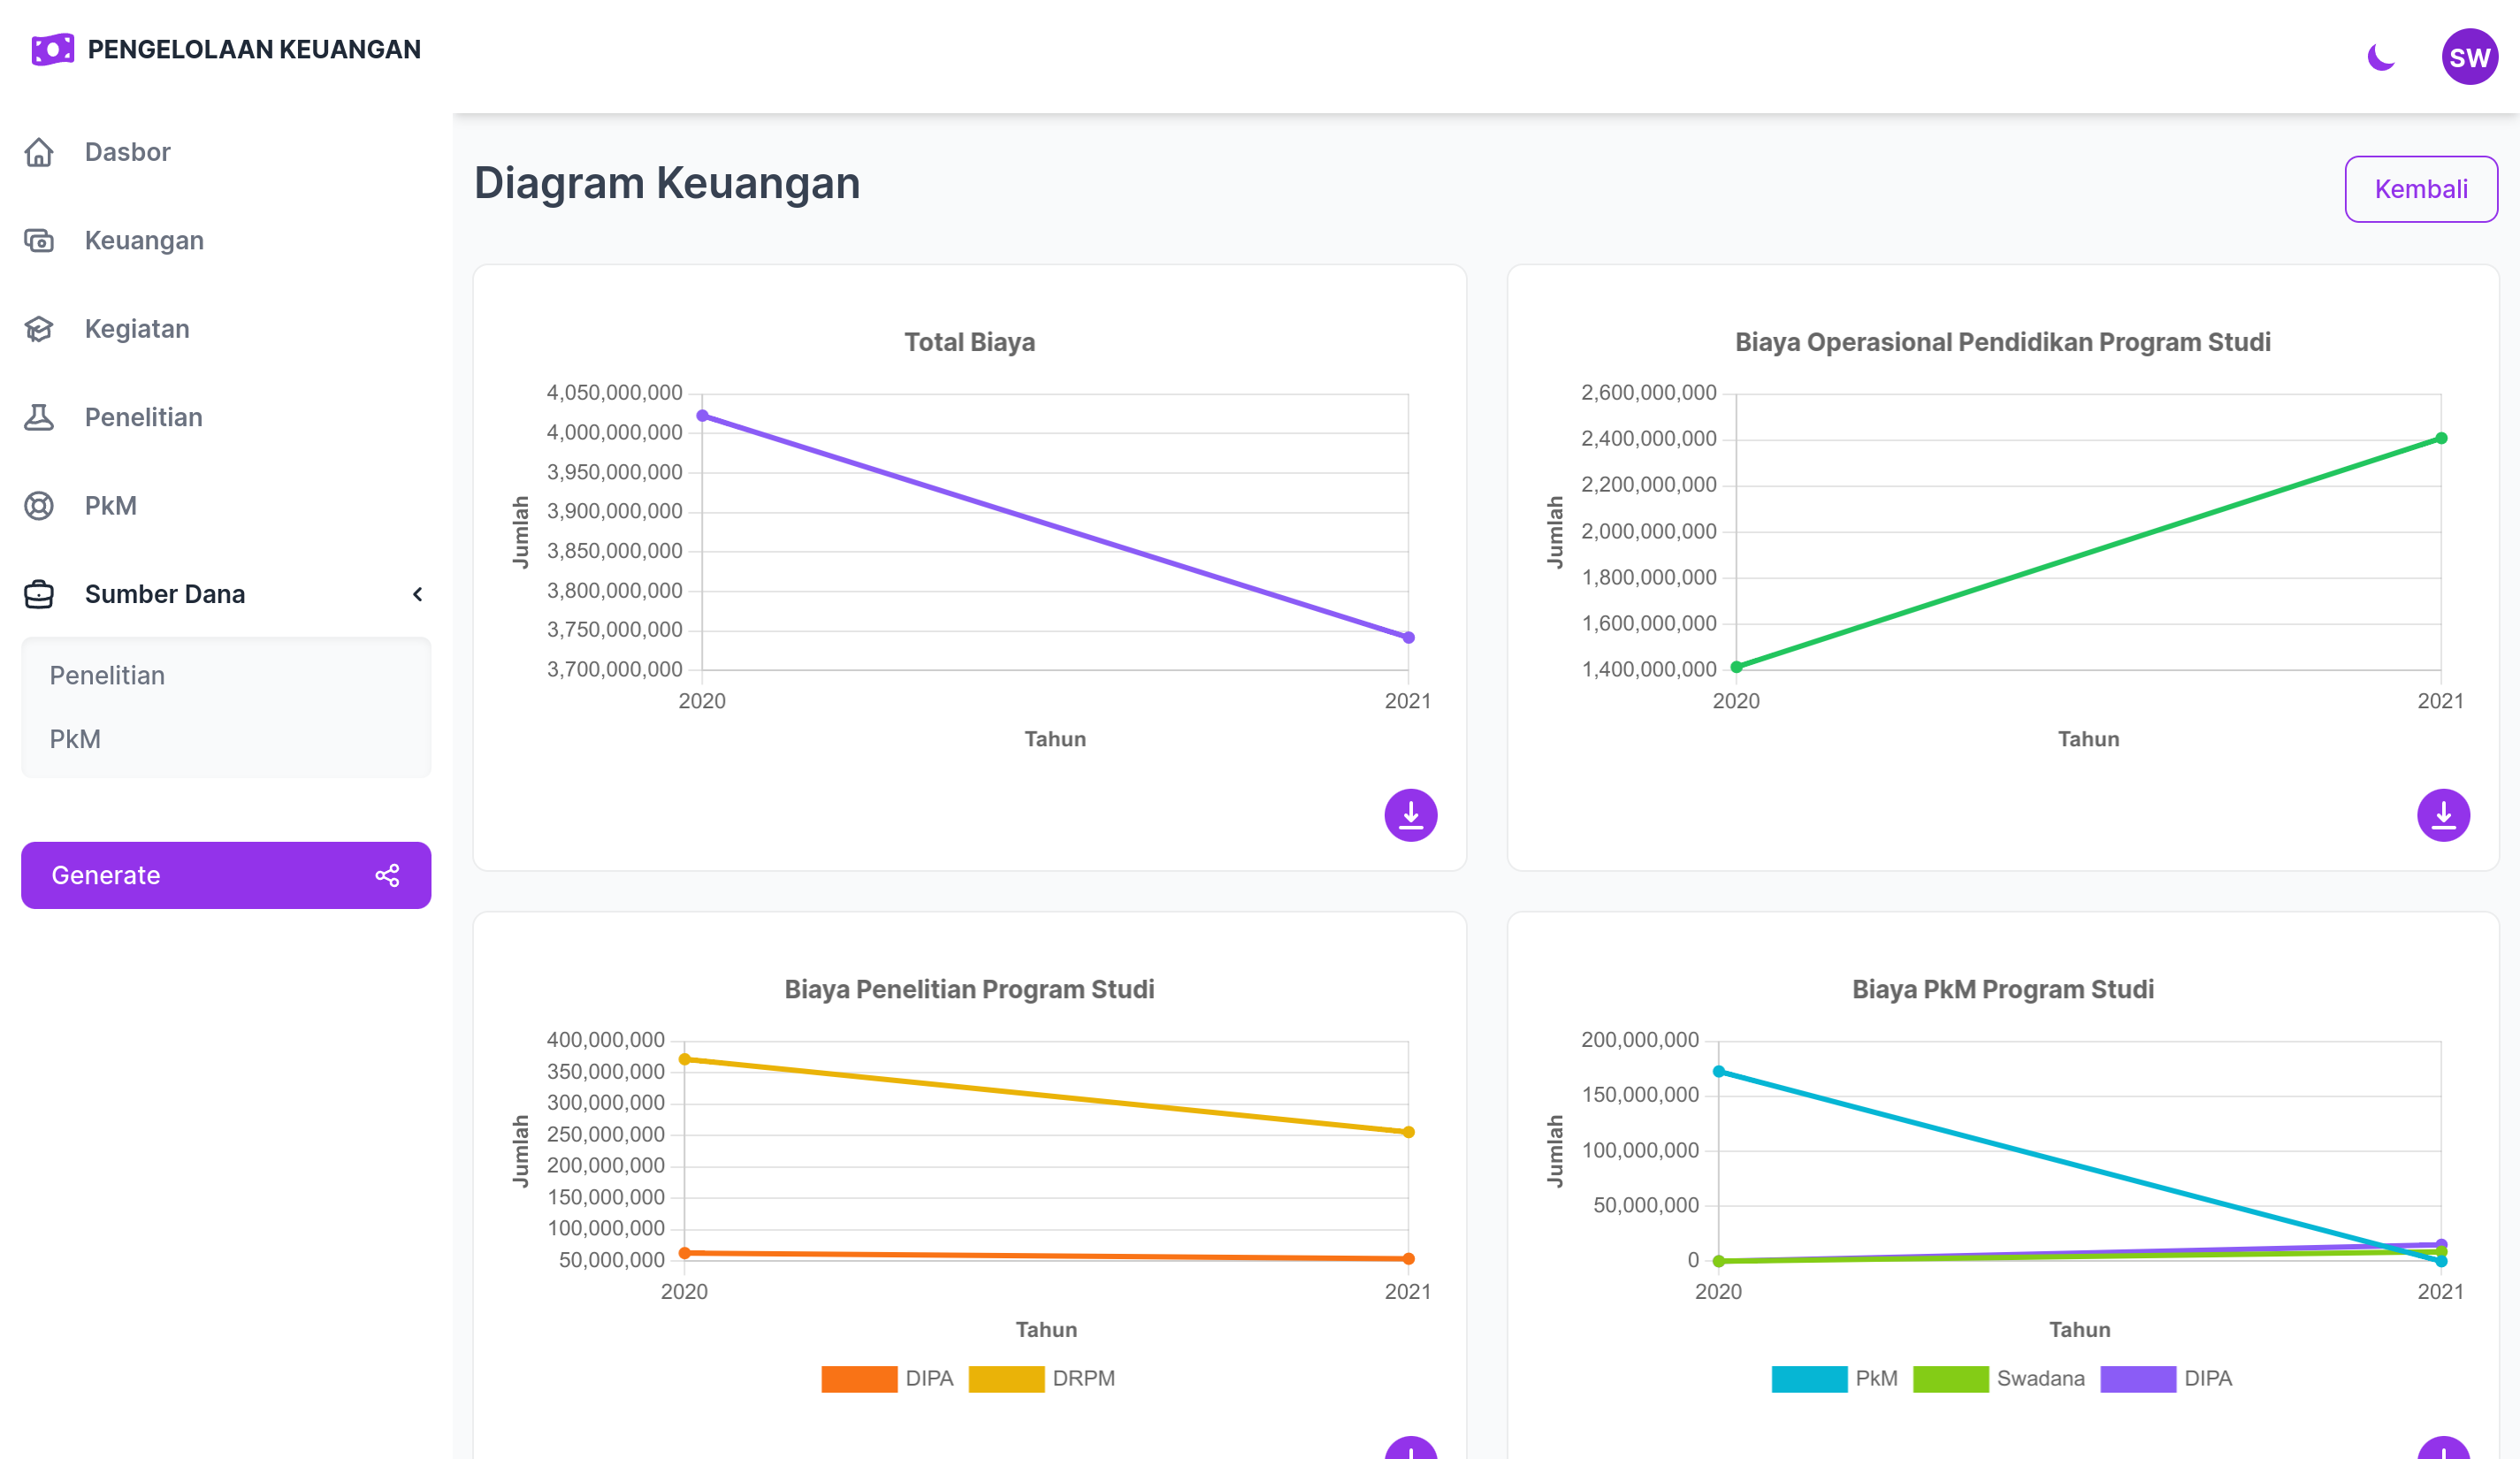 PENGELOLAAN KEUANGAN
SW
Dasbor
Keuangan
Kegiatan
Penelitian
PkM
Sumber Dana
Penelitian
PkM
Generate
Diagram Keuangan
Kembali
Total Biaya
Jumlah
4,050,000,000
4,000,000,000
3,950,000,000
3,900,000,000
3,850,000,000
3,800,000,000
3,750,000,000
3,700,000,000
2020 2021
Tahun
Biaya Operasional Pendidikan Program Studi
Jumlah
2,600,000,000
2,400,000,000
2,200,000,000
2,000,000,000
1,800,000,000
1,600,000,000
1,400,000,000
2020 2021
Tahun
Biaya Penelitian Program Studi
Jumlah
400,000,000
350,000,000
300,000,000
250,000,000
200,000,000
150,000,000
100,000,000
50,000,000
2020 2021
Tahun
DIPA DRPM
Biaya PkM Program Studi
Jumlah
200,000,000
150,000,000
100,000,000
50,000,000
0
2020 2021
Tahun
PkM Swadana DIPA